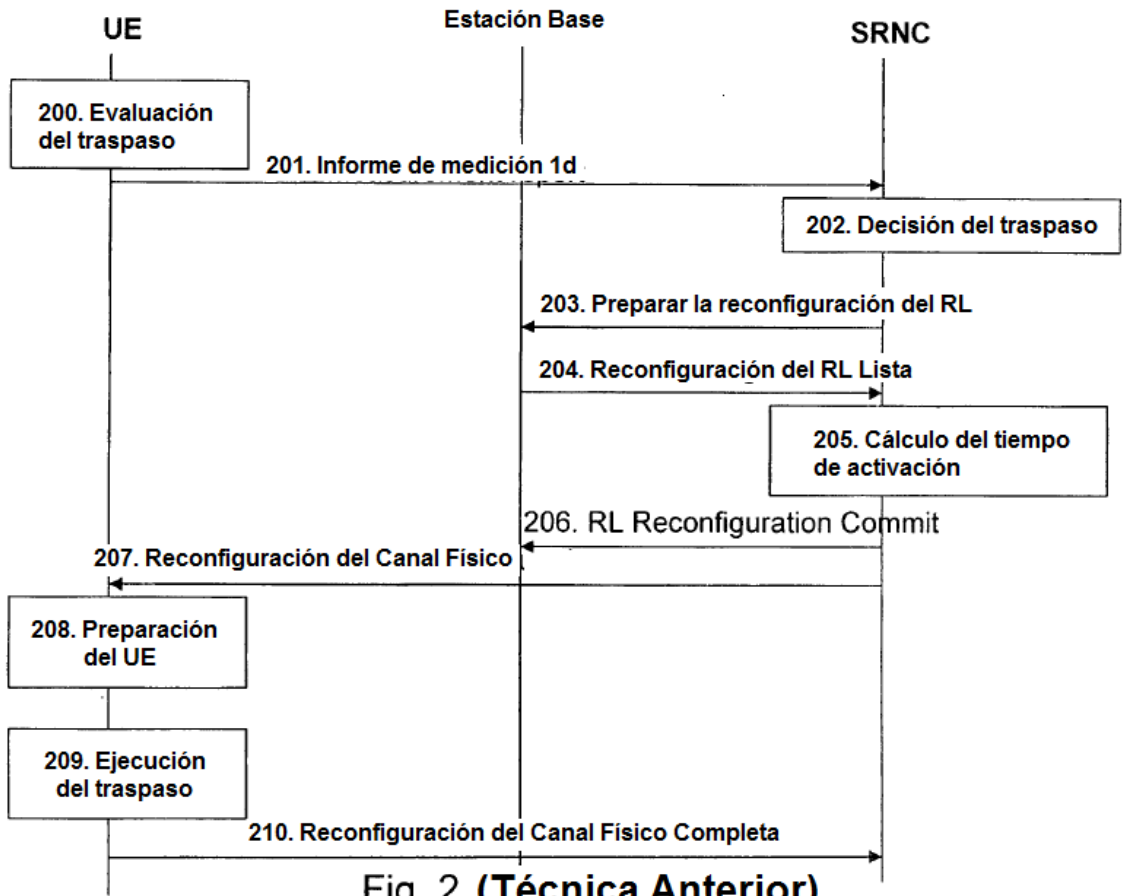 UE
Estación Base
SRNC
200. Evaluación
del traspaso
201. Informe de medición 1d
202. Decisión del traspaso
203. Preparar la reconfiguración del RL
204. Reconfiguración del RL Lista
205. Cálculo del tiempo
de activación
206. RL Reconfiguration Commit
207. Reconfiguración del Canal Físico
208. Preparación
del UE
209. Ejecución
del traspaso
210. Reconfiguración del Canal Físico Completa
Fig. 2 (Técnica Anterior)